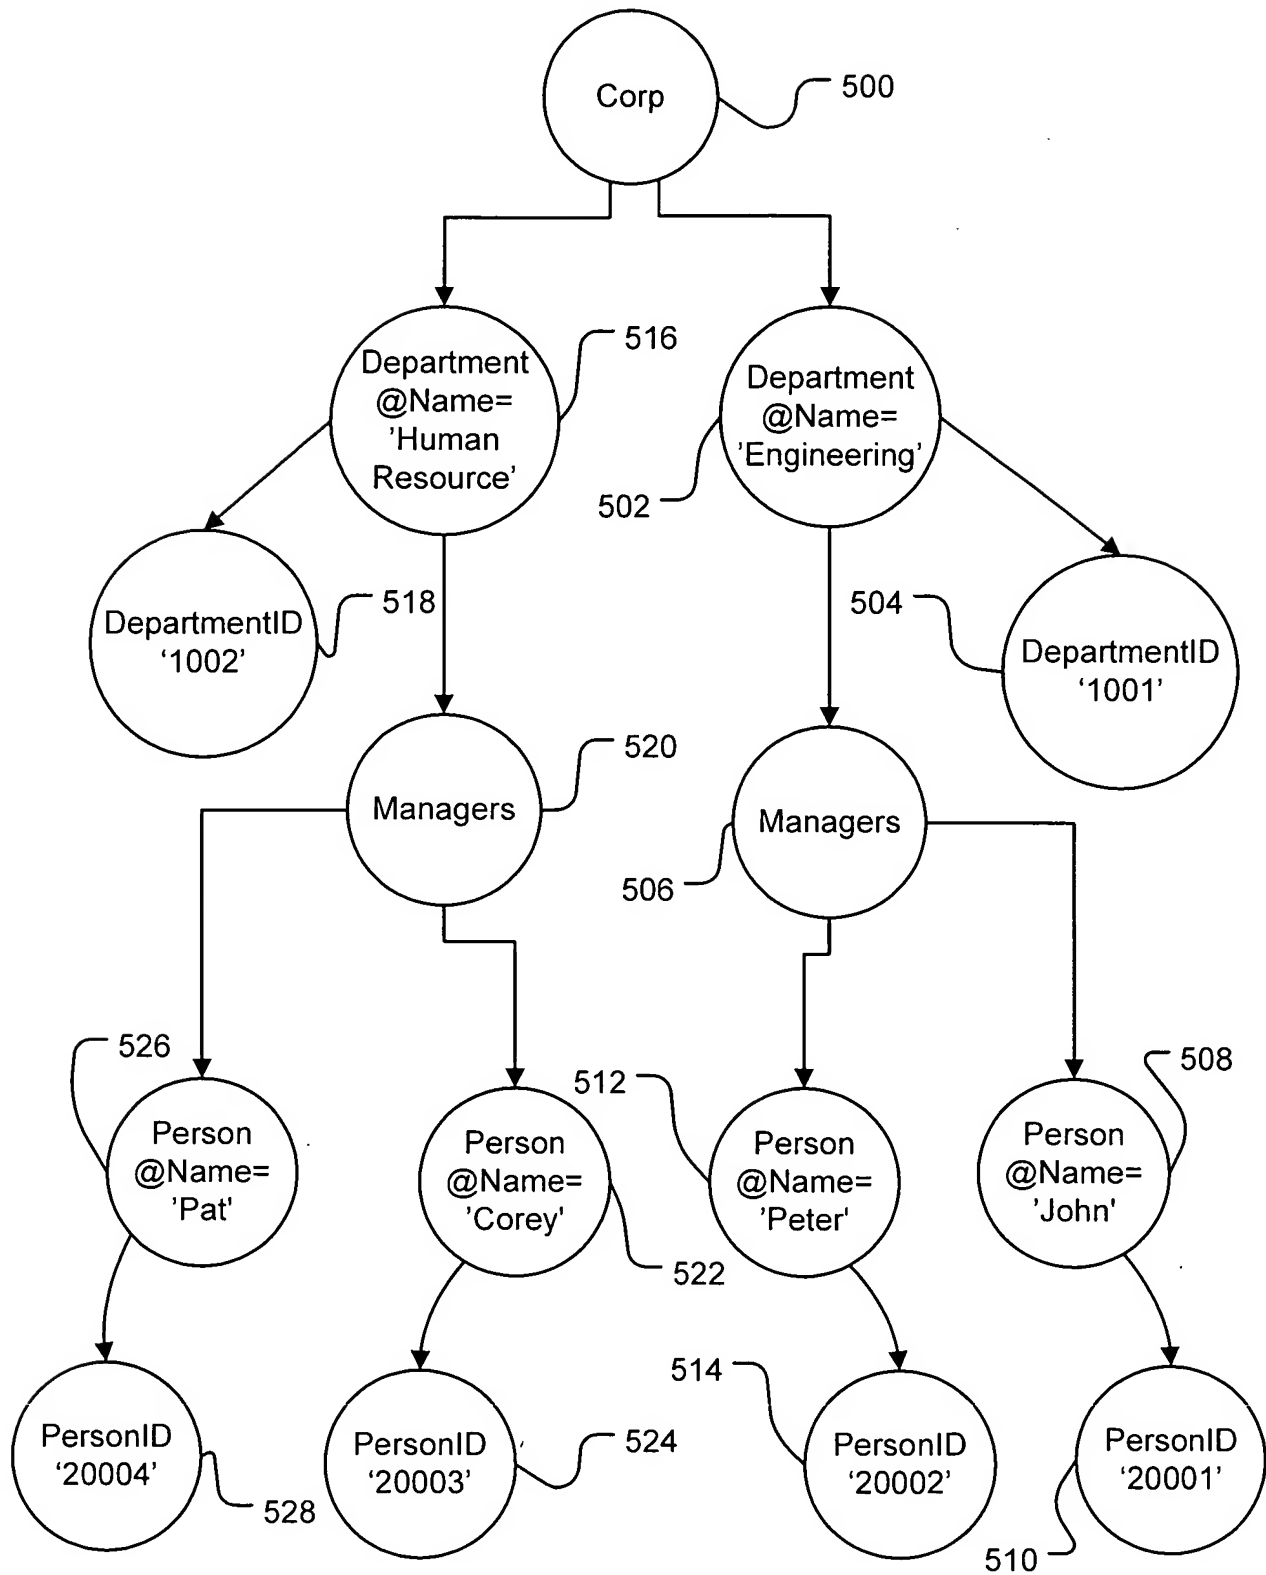 Corp
500
Department
@Name=
'Human
Resource'
516
Department
@Name=
'Engineering'
502
DepartmentID
'1002'
518
504
DepartmentID
'1001'
Managers
520
Managers
506
526
Person
@Name=
'Pat'
Person
@Name=
'Corey'
522
512
Person
@Name=
'Peter'
508
Person
@Name=
'John'
PersonID
'20004'
528
PersonID
'20003'
524
514
PersonID
'20002'
PersonID
'20001'
510